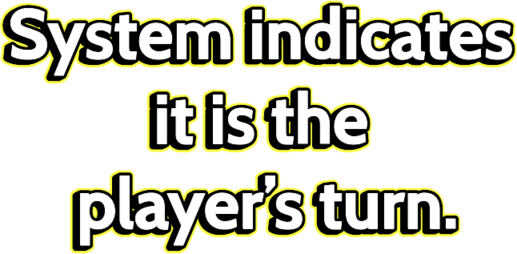 System indicates
it is the
player’s turn.